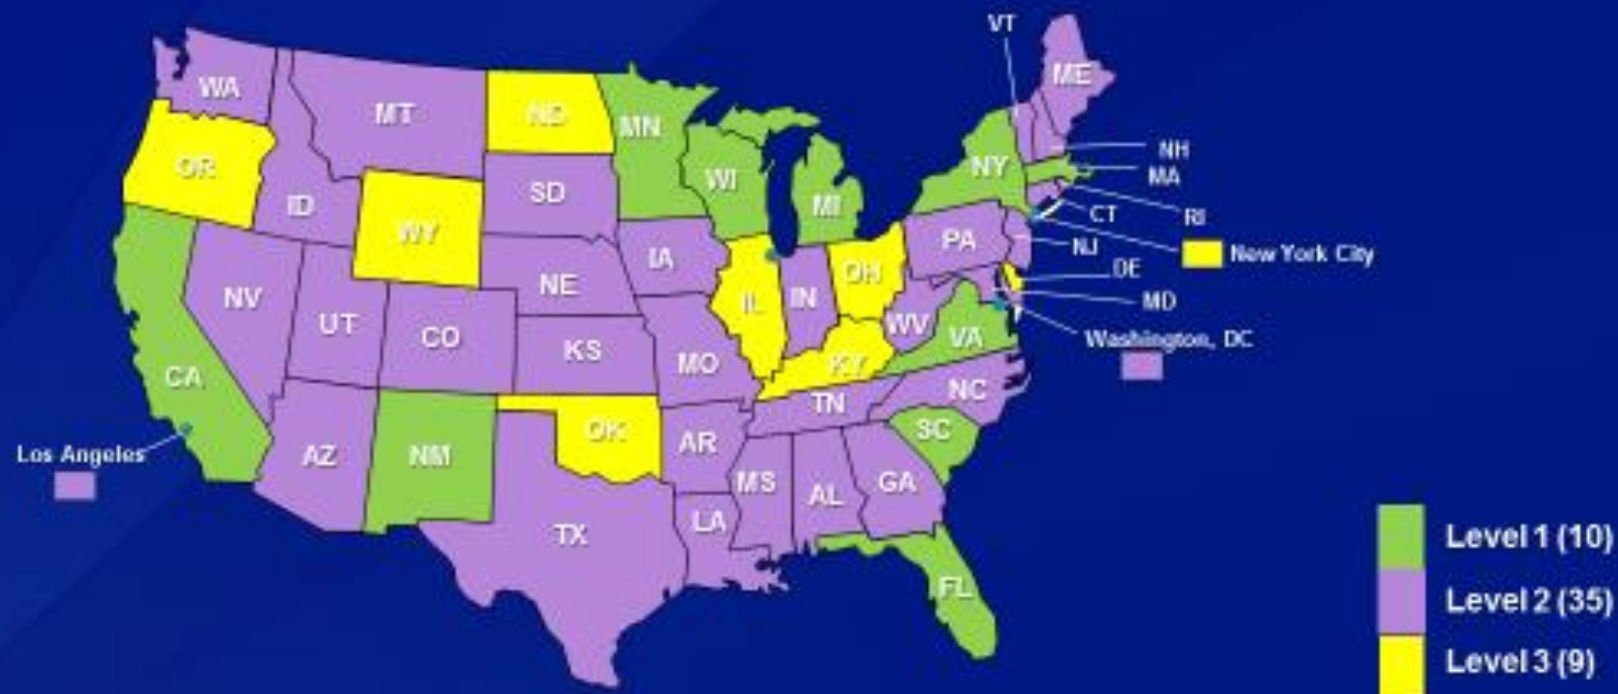 VT
ME
WA
MT
ND
MN
NH
OR
ID
SD
WI
MI
NY
MA
WY
CT
RI
IA
PA
NJ
New York City
NV
NE
IL
IN
OH
DE
UT
CO
WV
MD
CA
KS
MO
KY
VA
Washington, DC
Los Angeles
AZ
NM
OK
AR
TN
NC
SC
MS
AL
GA
TX
LA
FL
Level 1 (10)
Level 2 (35)
Level 3 (9)